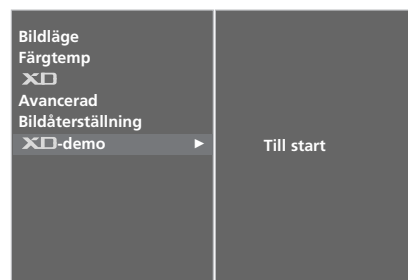 Bildläge
Färgtemp
XD
Avancerad
Bildåterställning
XD-demo ►
Till start